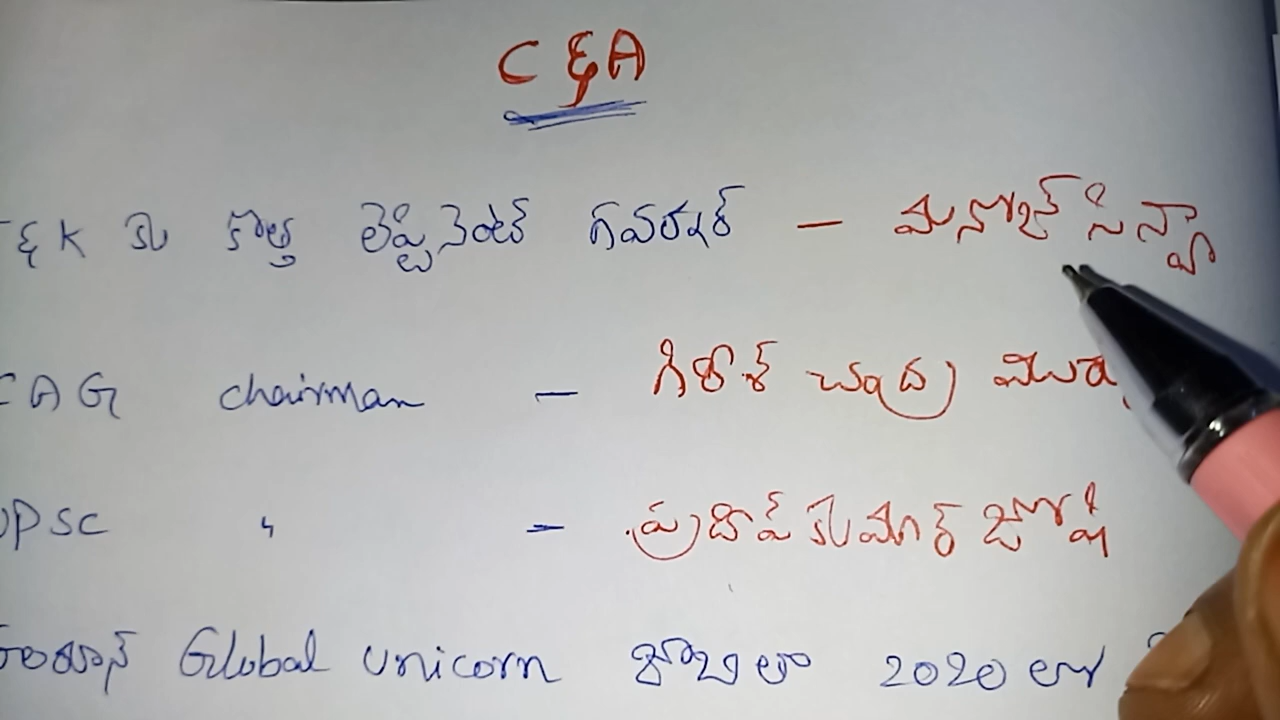 C & A
& K కు కొత్త లెఫ్టినెంట్ గవర్నర్ - మనోజ్ సిన్హా
CAG chairman - గిరీశ్ చంద్ర
UPSC " - ప్రదీప్ కుమార్ జోషి
Global unicorn జాబితా 2020 లో